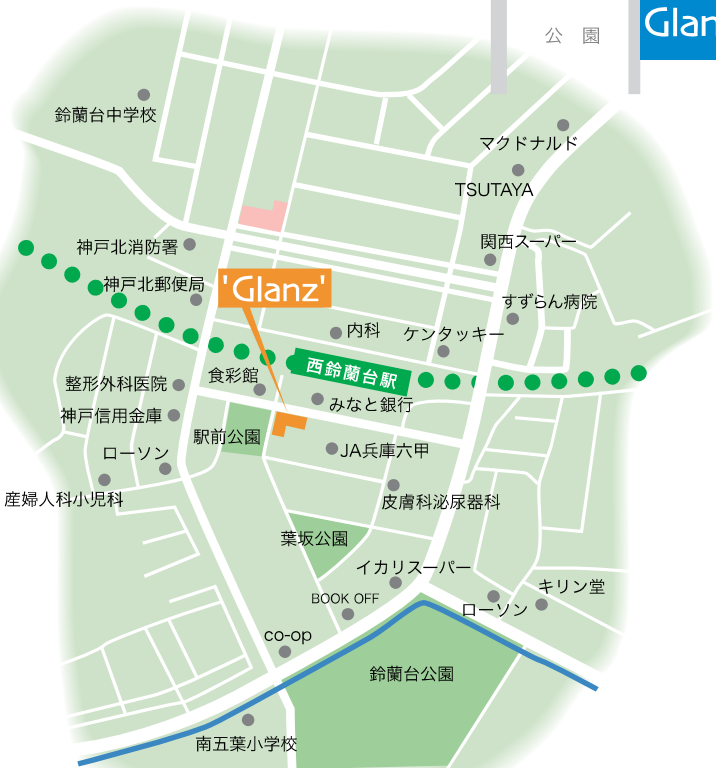 Glan
公 園
鈴蘭台中学校
マクドナルド
TSUTAYA
神戸北消防署
関西スーパー
神戸北郵便局
'Glanz'
すずらん病院
内科
ケンタッキー
西鈴蘭台駅
食彩館
整形外科医院
みなと銀行
神戸信用金庫
駅前公園
ローソン
JA兵庫六甲
産婦人科小児科
皮膚科泌尿器科
葉坂公園
イカリスーパー
キリン堂
BOOK OFF
ローソン
co-op
鈴蘭台公園
南五葉小学校